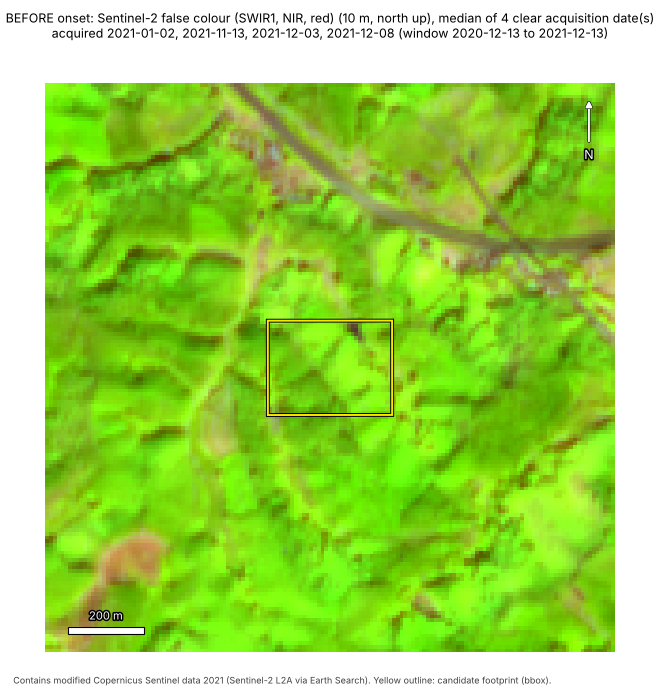 BEFORE onset: Sentinel-2 false colour (SWIR1, NIR, red) (10 m, north up), median of 4 clear acquisition date(s)
acquired 2021-01-02, 2021-11-13, 2021-12-03, 2021-12-08 (window 2020-12-13 to 2021-12-13)
N
200 m
Contains modified Copernicus Sentinel data 2021 (Sentinel-2 L2A via Earth Search). Yellow outline: candidate footprint (bbox).